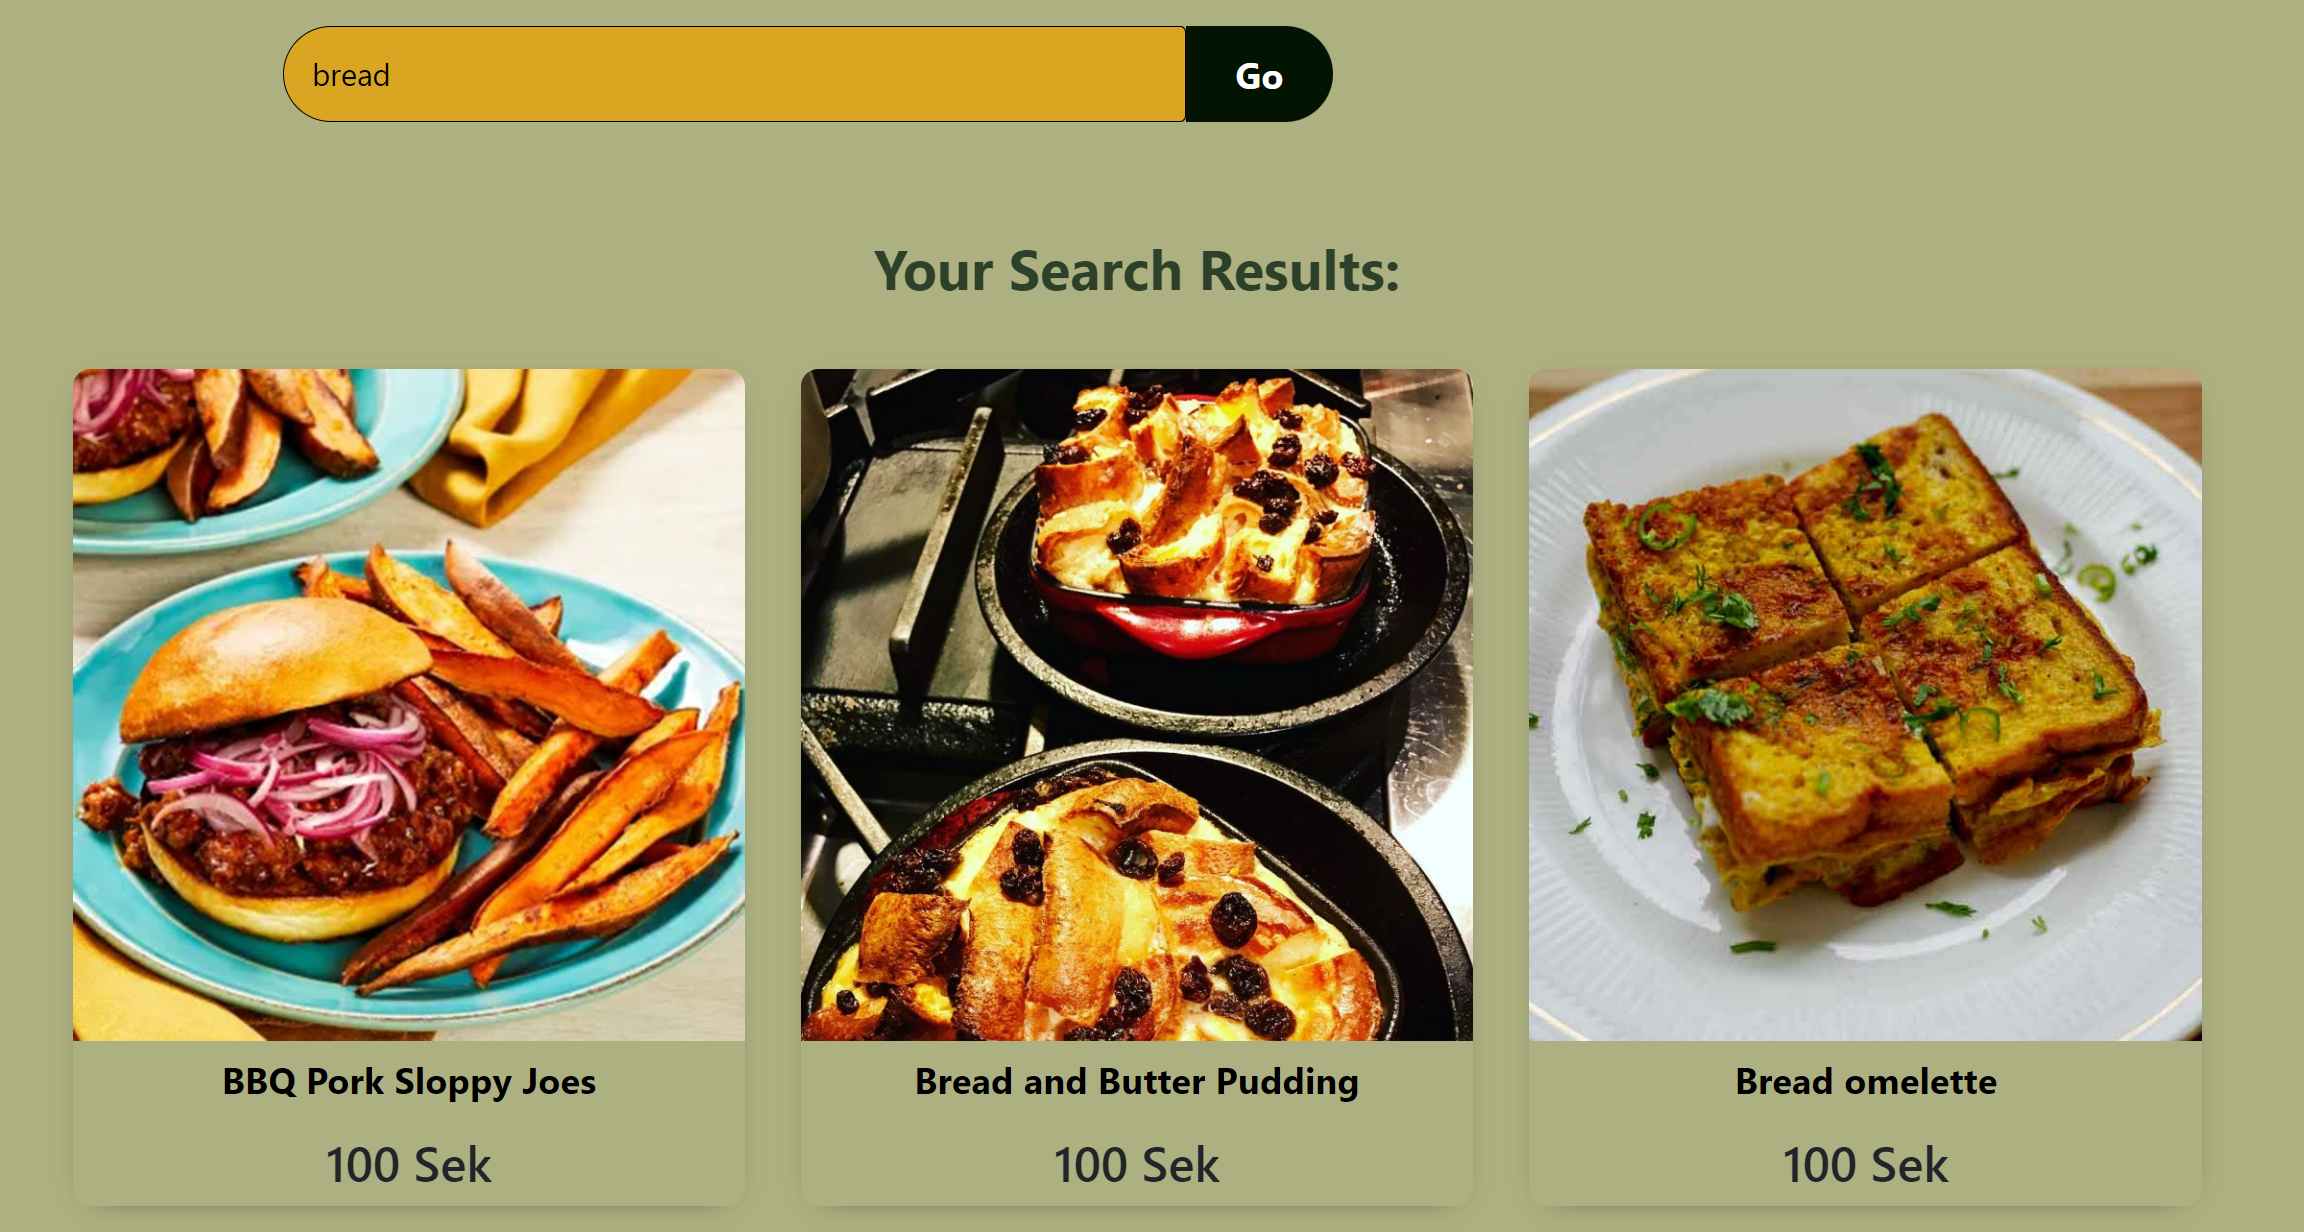 bread
Go
Your Search Results:
BBQ Pork Sloppy Joes
Bread and Butter Pudding
Bread omelette
100 Sek
100 Sek
100 Sek